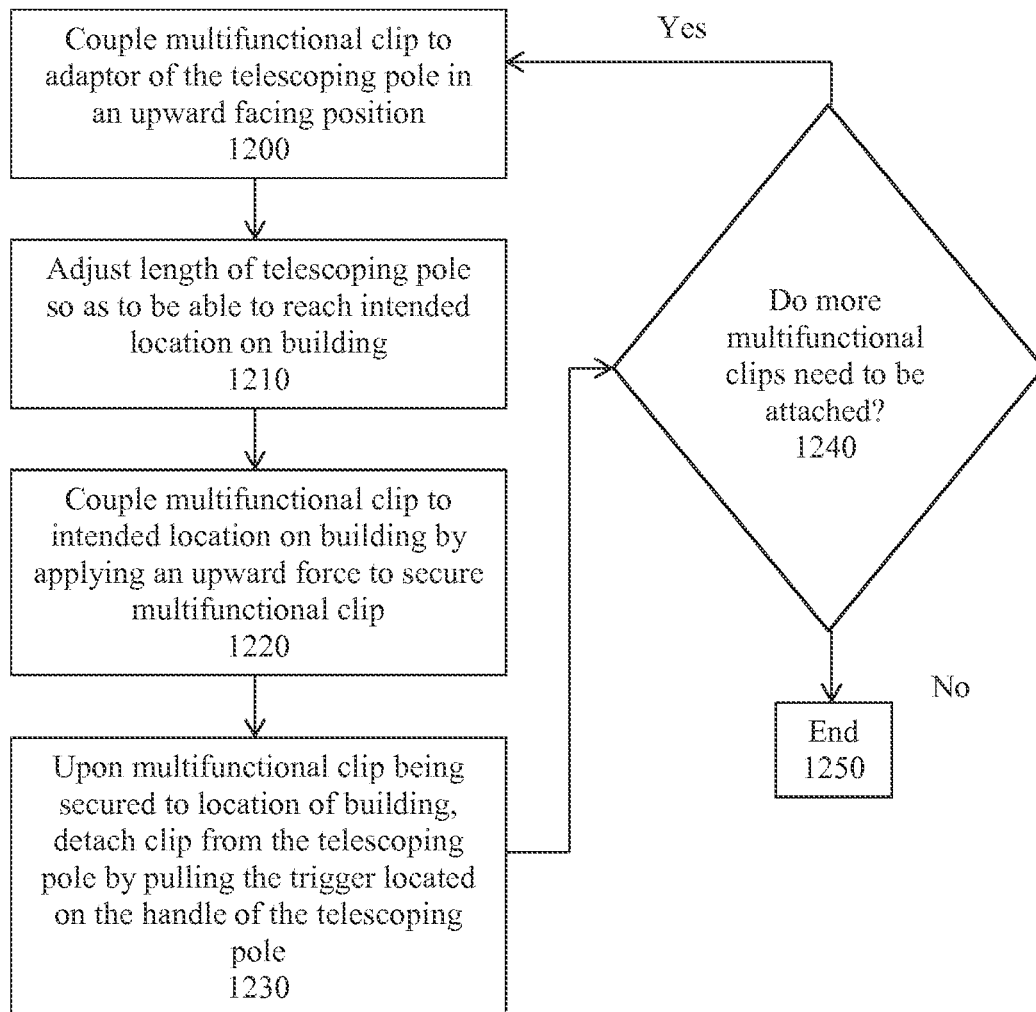 Couple multifunctional clip to
adaptor of the telescoping pole in
an upward facing position
1200
Adjust length of telescoping pole
so as to be able to reach intended
location on building
1210
Couple multifunctional clip to
intended location on building by
applying an upward force to secure
multifunctional clip
1220
Upon multifunctional clip being
secured to location of building,
detach clip from the telescoping
pole by pulling the trigger located
on the handle of the telescoping
pole
1230
Yes
Do more
multifunctional
clips need to be
attached?
1240
No
End
1250